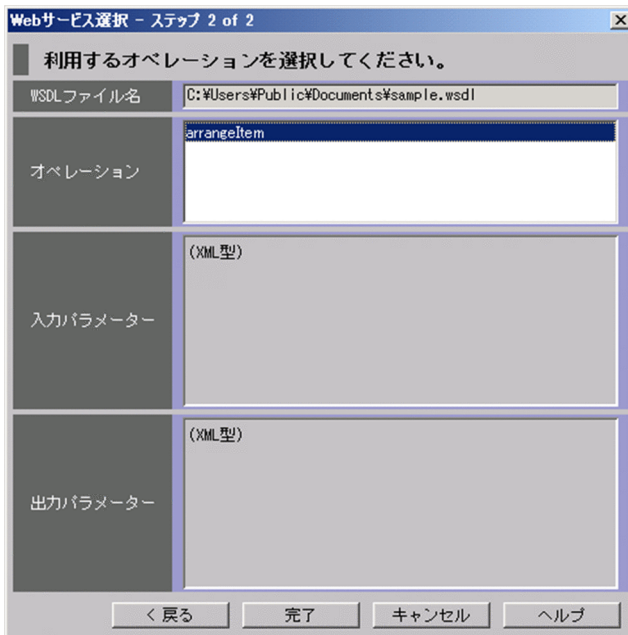 Webサービス選択 - ステップ 2 of 2
利用するオペレーションを選択してください。
WSDLファイル名
C:¥Users¥Public¥Documents¥sample.wsdl
オペレーション
arrangeItem
入力パラメーター
(XML型)
出力パラメーター
(XML型)
< 戻る
完了
キャンセル
ヘルプ